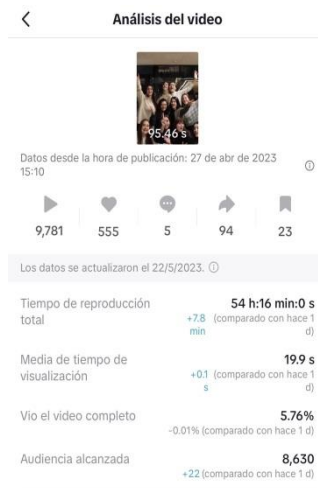 Análisis del video
95.46 s
Datos desde la hora de publicación: 27 de abr de 2023
15:10
9,781 555 5 94 23
Los datos se actualizaron el 22/5/2023.
Tiempo de reproducción
total
54 h:16 min:0 s
+7.8 (comparado con hace 1
min d)
Media de tiempo de
visualización
19.9 s
+0.1 (comparado con hace 1
s d)
Vio el video completo
5.76%
-0.01% (comparado con hace 1 d)
Audiencia alcanzada
8,630
+22 (comparado con hace 1 d)